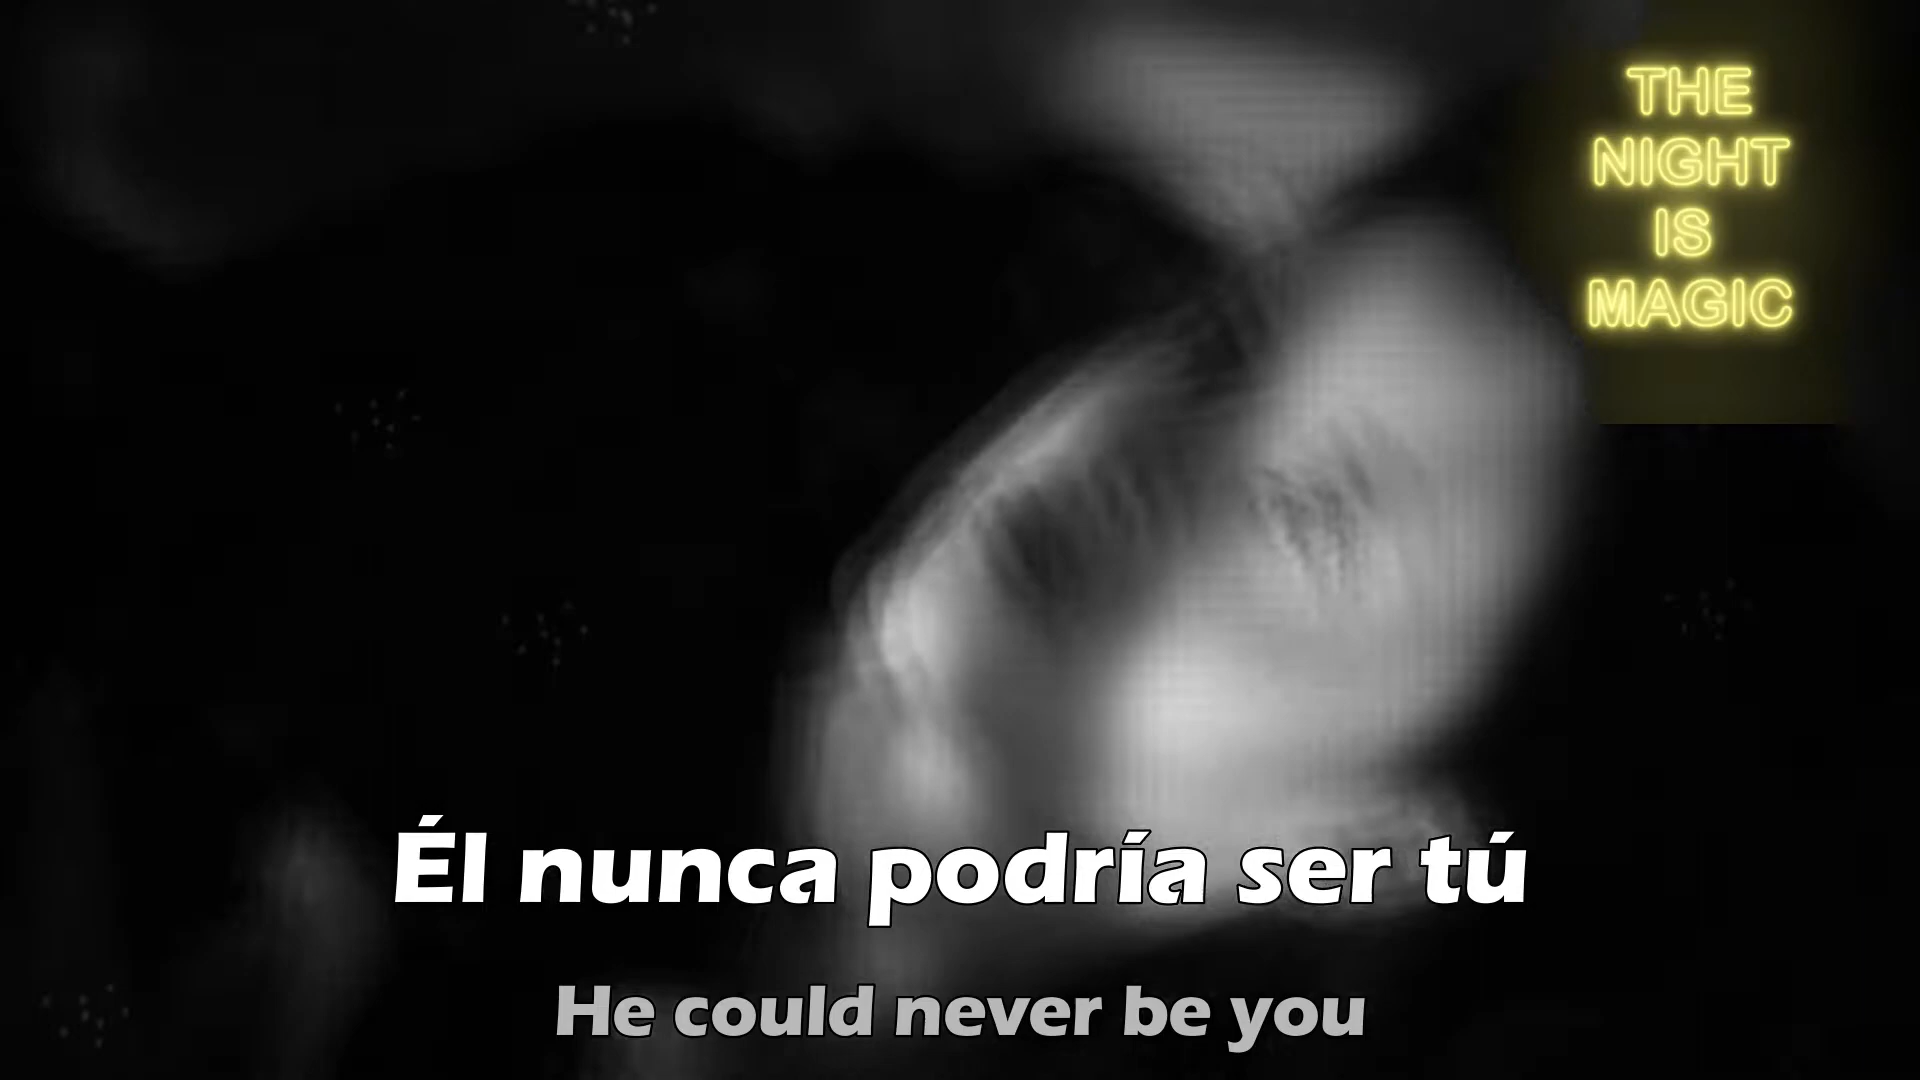 THE
NIGHT
IS
MAGIC
Él nunca podría ser tú
He could never be you